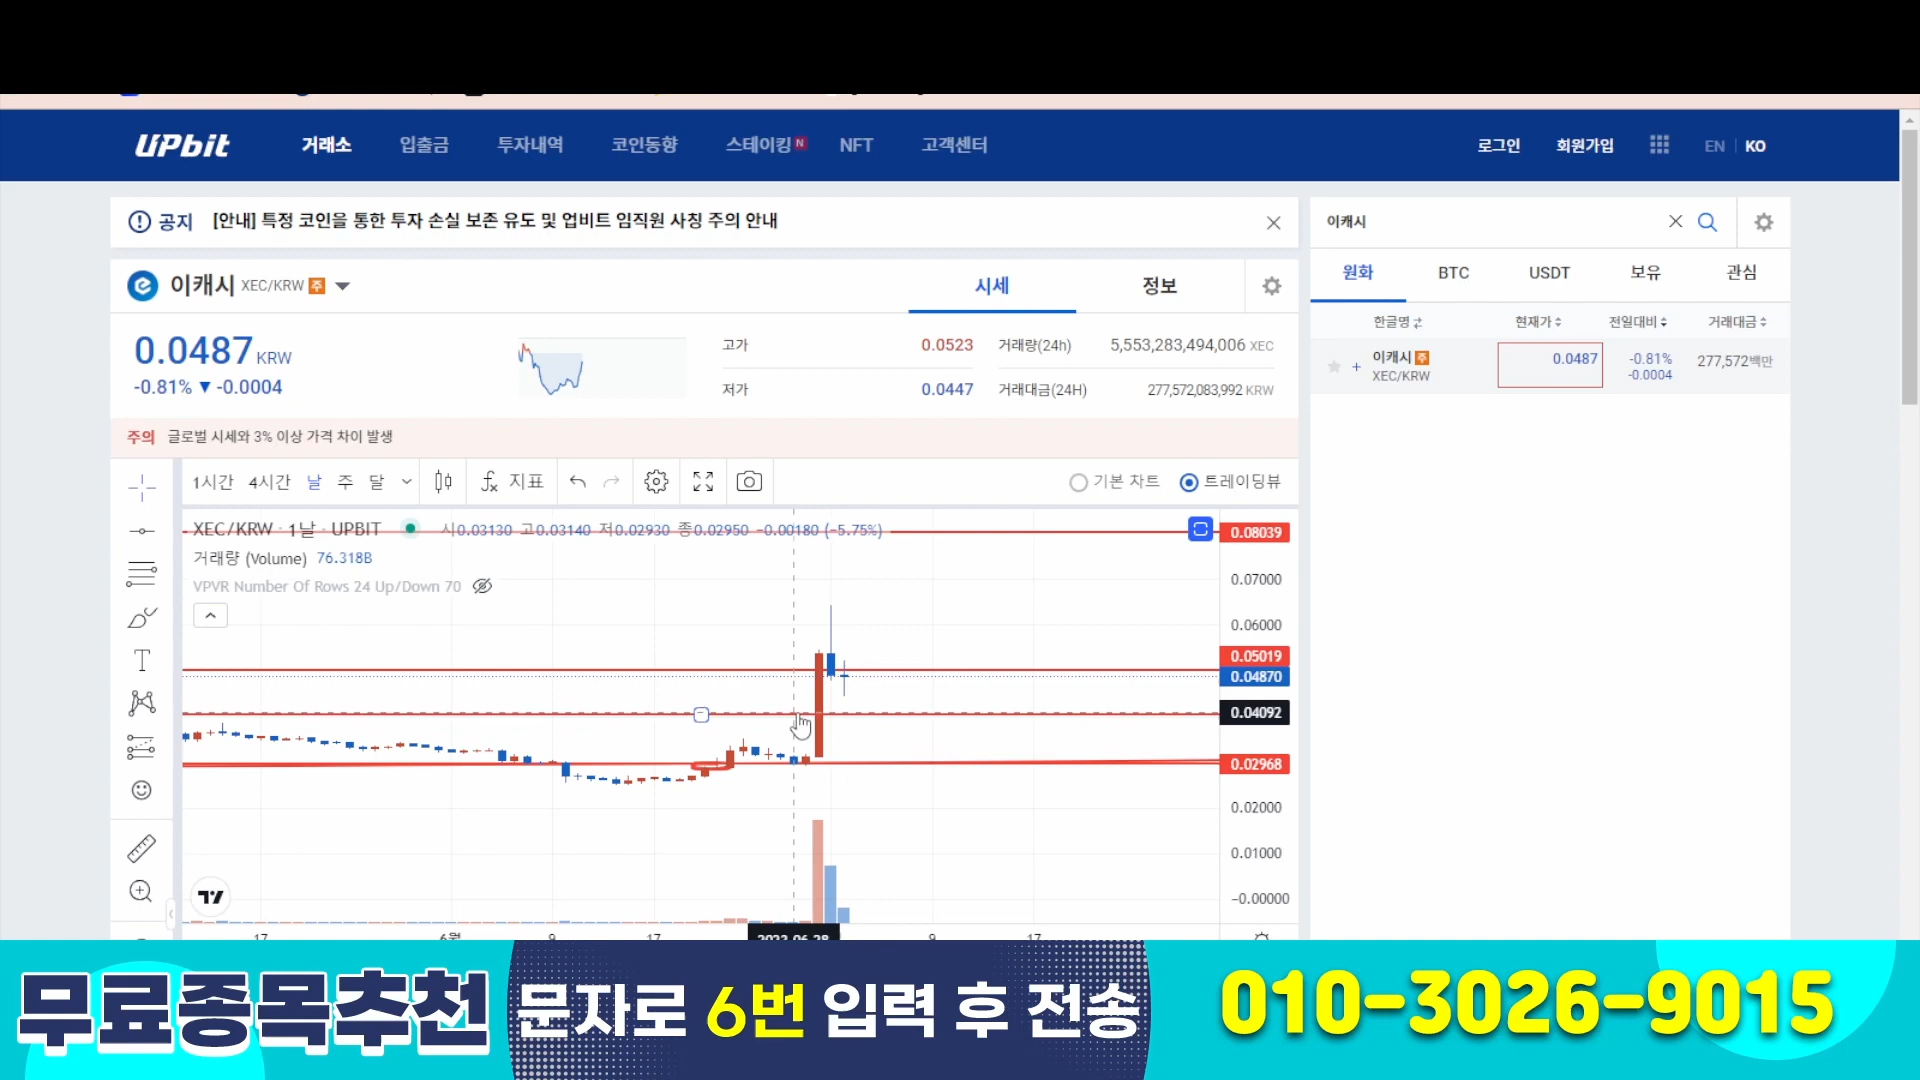 UPbit 거래소 입출금 투자내역 코인동향 스테이킹 N NFT 고객센터 로그인 회원가입 EN KO
공지 [안내] 특정 코인을 통한 투자 손실 보존 유도 및 업비트 임직원 사칭 주의 안내
이캐시
이캐시 XEC/KRW 주 시세 정보
원화 BTC USDT 보유 관심
한글명 현재가 전일대비 거래대금
0.0487 KRW
-0.81% ▼ -0.0004
고가 0.0523 거래량(24h) 5,553,283,494,006 XEC
저가 0.0447 거래대금(24H) 277,572,083,992 KRW
이캐시 주 0.0487 -0.81% 277,572백만
XEC/KRW -0.0004
주의 글로벌 시세와 3% 이상 가격 차이 발생
1시간 4시간 날 주 달 지표 기본 차트 트레이딩뷰
XEC/KRW · 1날 · UPBIT 시0.03130 고0.03140 저0.02930 종0.02950 -0.00180 (-5.75%)
거래량 (Volume) 76.318B
VPVR Number Of Rows 24 Up/Down 70
0.08039
0.07000
0.06000
0.05019
0.04870
0.04092
0.02968
0.02000
0.01000
-0.00000
17 6월 9 17 2023-06-28 9 17
무료종목추천 문자로 6번 입력 후 전송 010-3026-9015